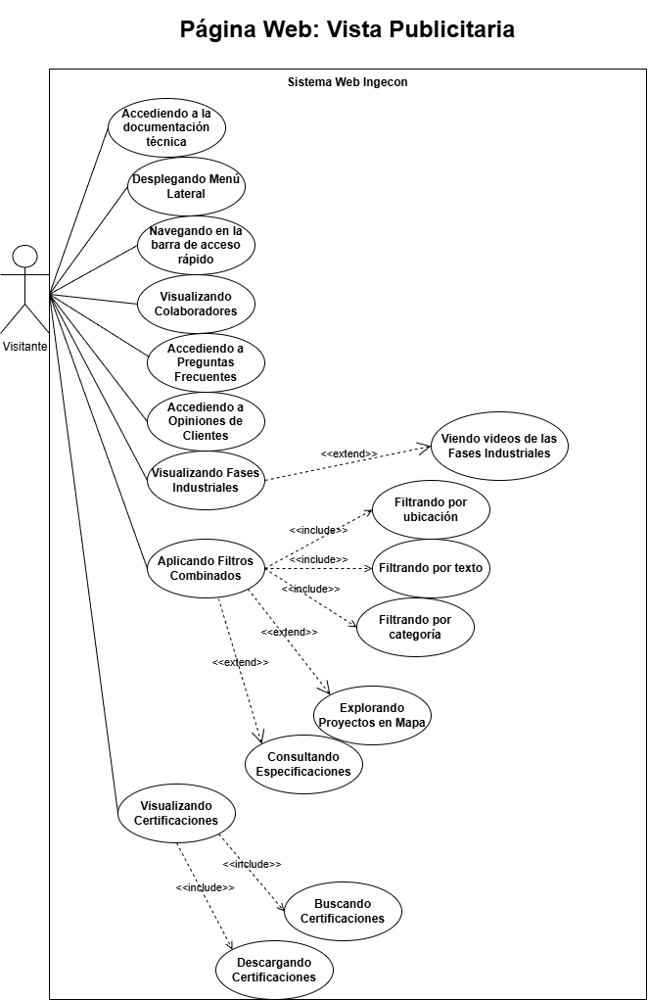 Página Web: Vista Publicitaria
Sistema Web Ingecon
Accediendo a la
documentación
técnica
Desplegando Menú
Lateral
Navegando en la
barra de acceso
rápido
Visualizando
Colaboradores
Visitante
Accediendo a
Preguntas
Frecuentes
Accediendo a
Opiniones de
Clientes
Visualizando Fases
Industriales
<<extend>>
Viendo videos de las
Fases Industriales
Aplicando Filtros
Combinados
<<include>>
Filtrando por
ubicación
<<include>>
Filtrando por texto
<<include>>
Filtrando por
categoría
<<extend>>
Explorando
Proyectos en Mapa
<<extend>>
Consultando
Especificaciones
Visualizando
Certificaciones
<<include>>
Buscando
Certificaciones
<<include>>
Descargando
Certificaciones